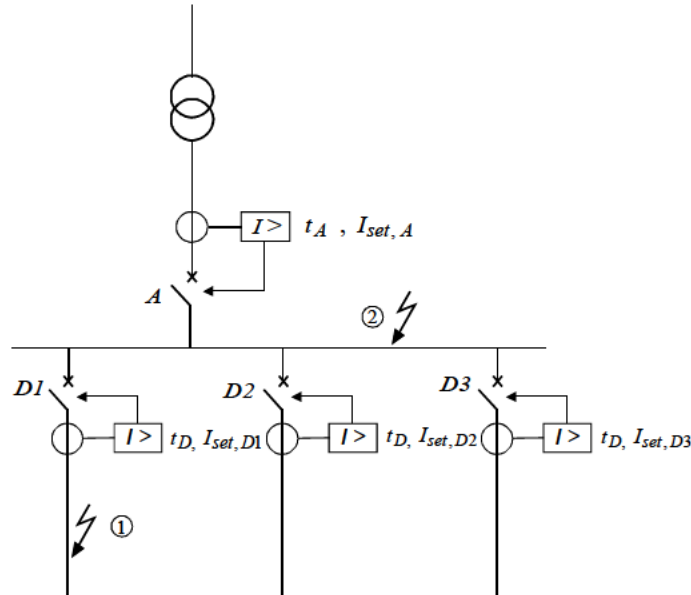 I > t_A , I_set, A
A
②
D1
D2
D3
I > t_D, I_set, D1
I > t_D, I_set, D2
I > t_D, I_set, D3
①